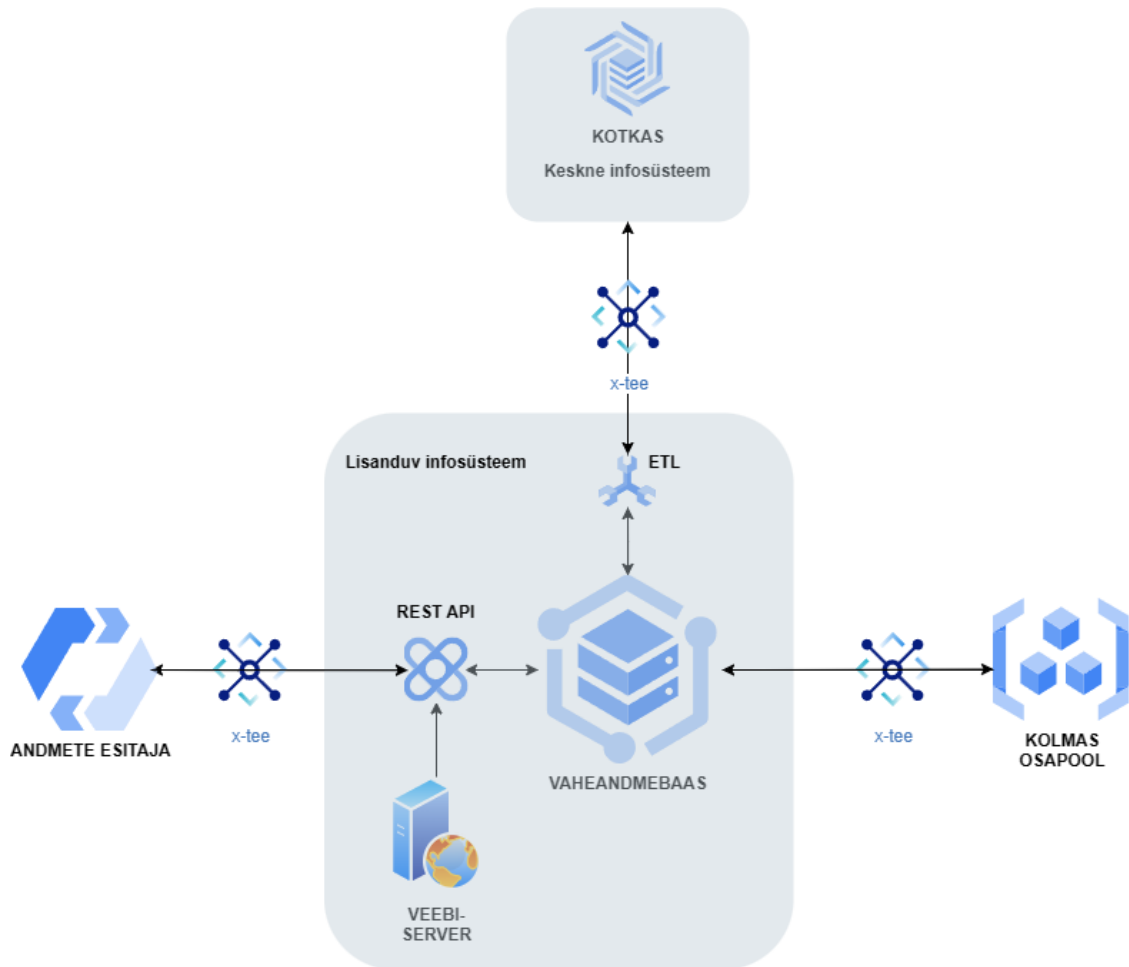 KOTKAS
Keskne infosüsteem
x-tee
Lisanduv infosüsteem
ETL
REST API
ANDMETE ESITAJA
x-tee
VAHEANDMEBAAS
x-tee
KOLMAS
OSAPOOL
VEEBI-
SERVER